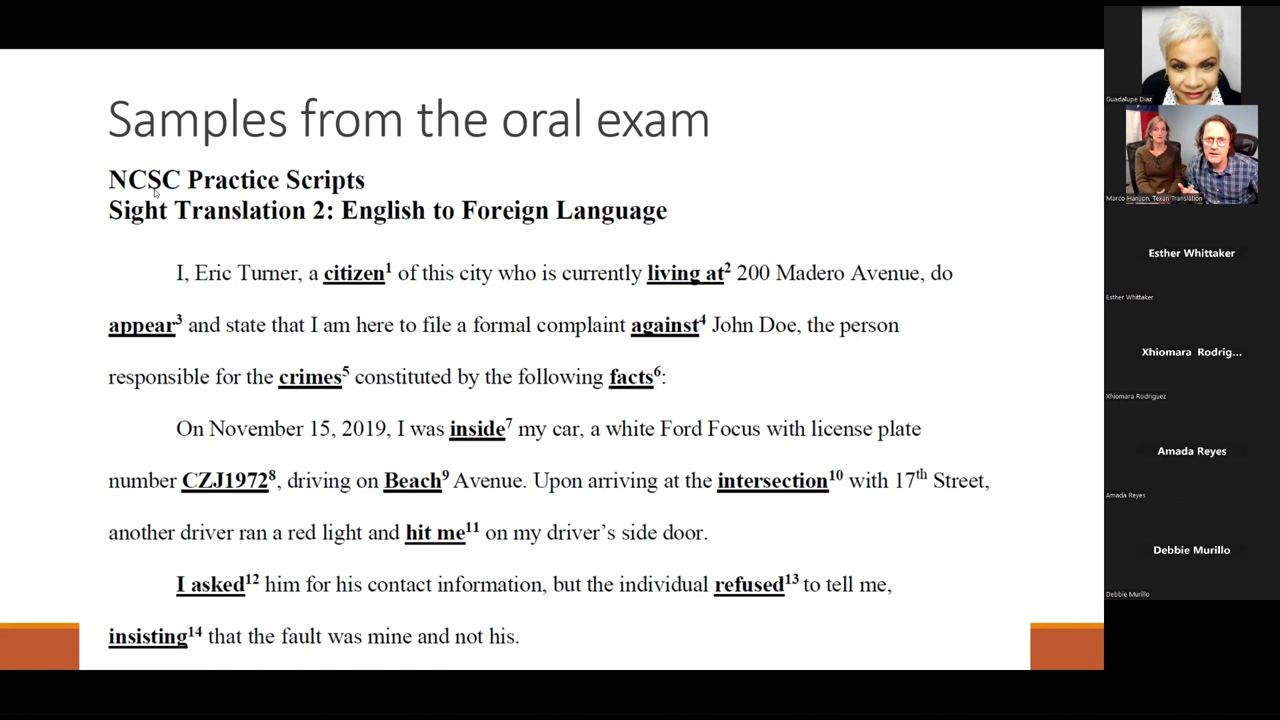 Samples from the oral exam
NCSC Practice Scripts
Sight Translation 2: English to Foreign Language
I, Eric Turner, a citizen¹ of this city who is currently living at² 200 Madero Avenue, do
appear³ and state that I am here to file a formal complaint against⁴ John Doe, the person
responsible for the crimes⁵ constituted by the following facts⁶:
On November 15, 2019, I was inside⁷ my car, a white Ford Focus with license plate
number CZJ1972⁸, driving on Beach⁹ Avenue. Upon arriving at the intersection¹⁰ with 17th Street,
another driver ran a red light and hit me¹¹ on my driver’s side door.
I asked¹² him for his contact information, but the individual refused¹³ to tell me,
insisting¹⁴ that the fault was mine and not his.
Guadalupe Diaz
Marco Hanson, Texan Translation
Esther Whittaker
Esther Whittaker
Xhiomara Rodrig...
Xhiomara Rodriguez
Amada Reyes
Amada Reyes
Debbie Murillo
Debbie Murillo